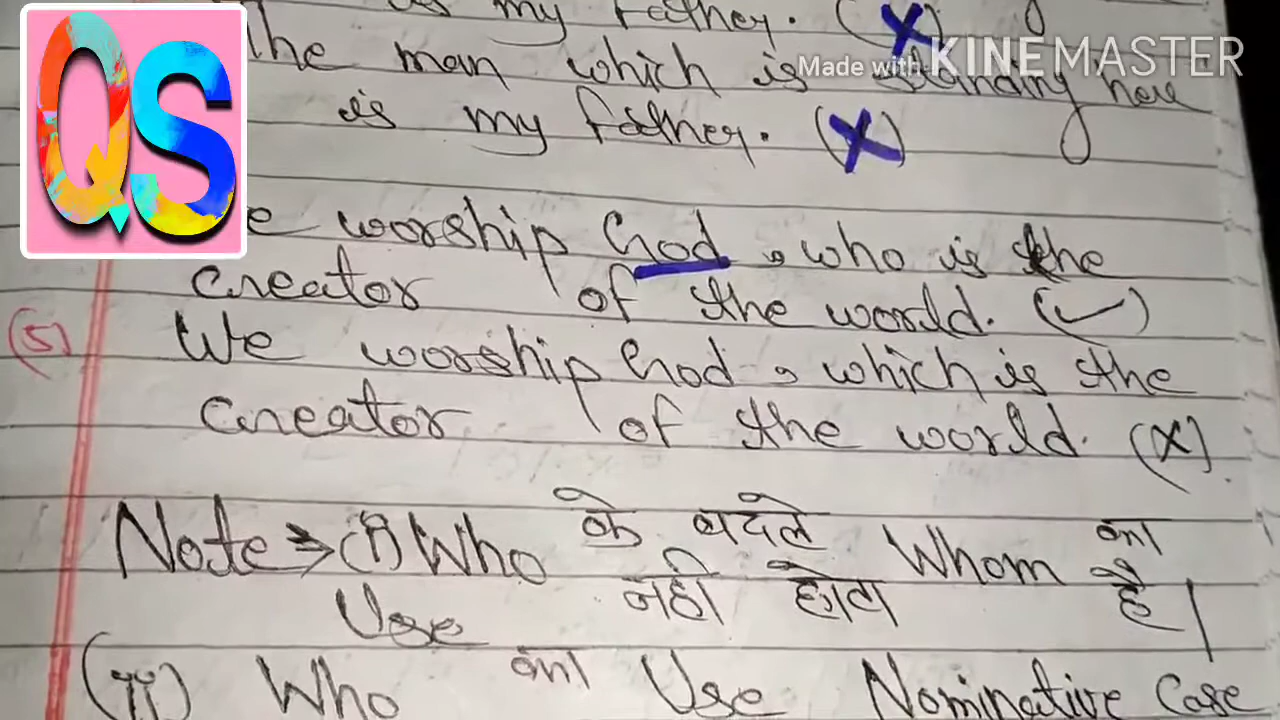 is my father. (X)
The man which is standing here
is my father. (X)
e worship God, who is the
creator of the world. (✓)
(5) We worship God, which is the
creator of the world. (X)
Note → (i) Who के बदले Whom का
Use नही होता है।
(ii) Who का Use Nominative Case
QS
Made with KINEMASTER